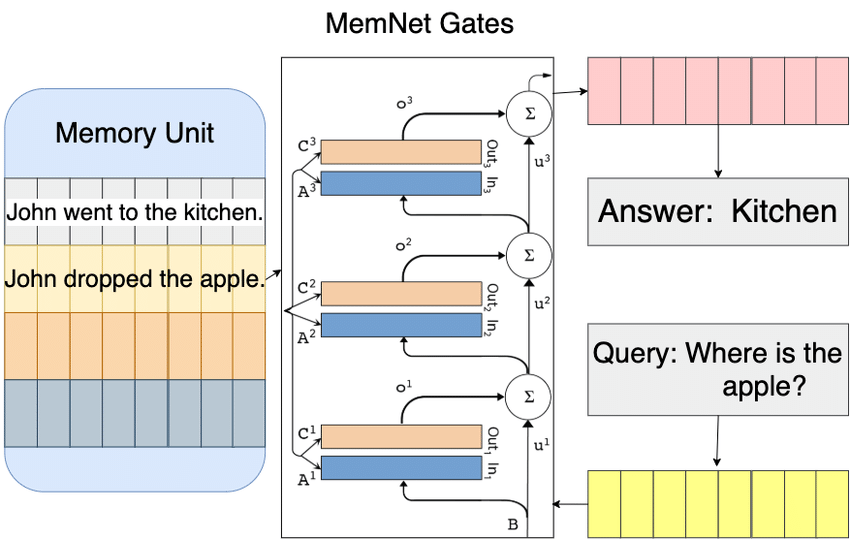 MemNet Gates
Memory Unit
John went to the kitchen.
John dropped the apple.
o³
Σ
C³
A³
Out₃
In₃
u³
o²
Σ
C²
A²
Out₂
In₂
u²
o¹
Σ
C¹
A¹
Out₁
In₁
u¹
B
Answer: Kitchen
Query: Where is the
apple?